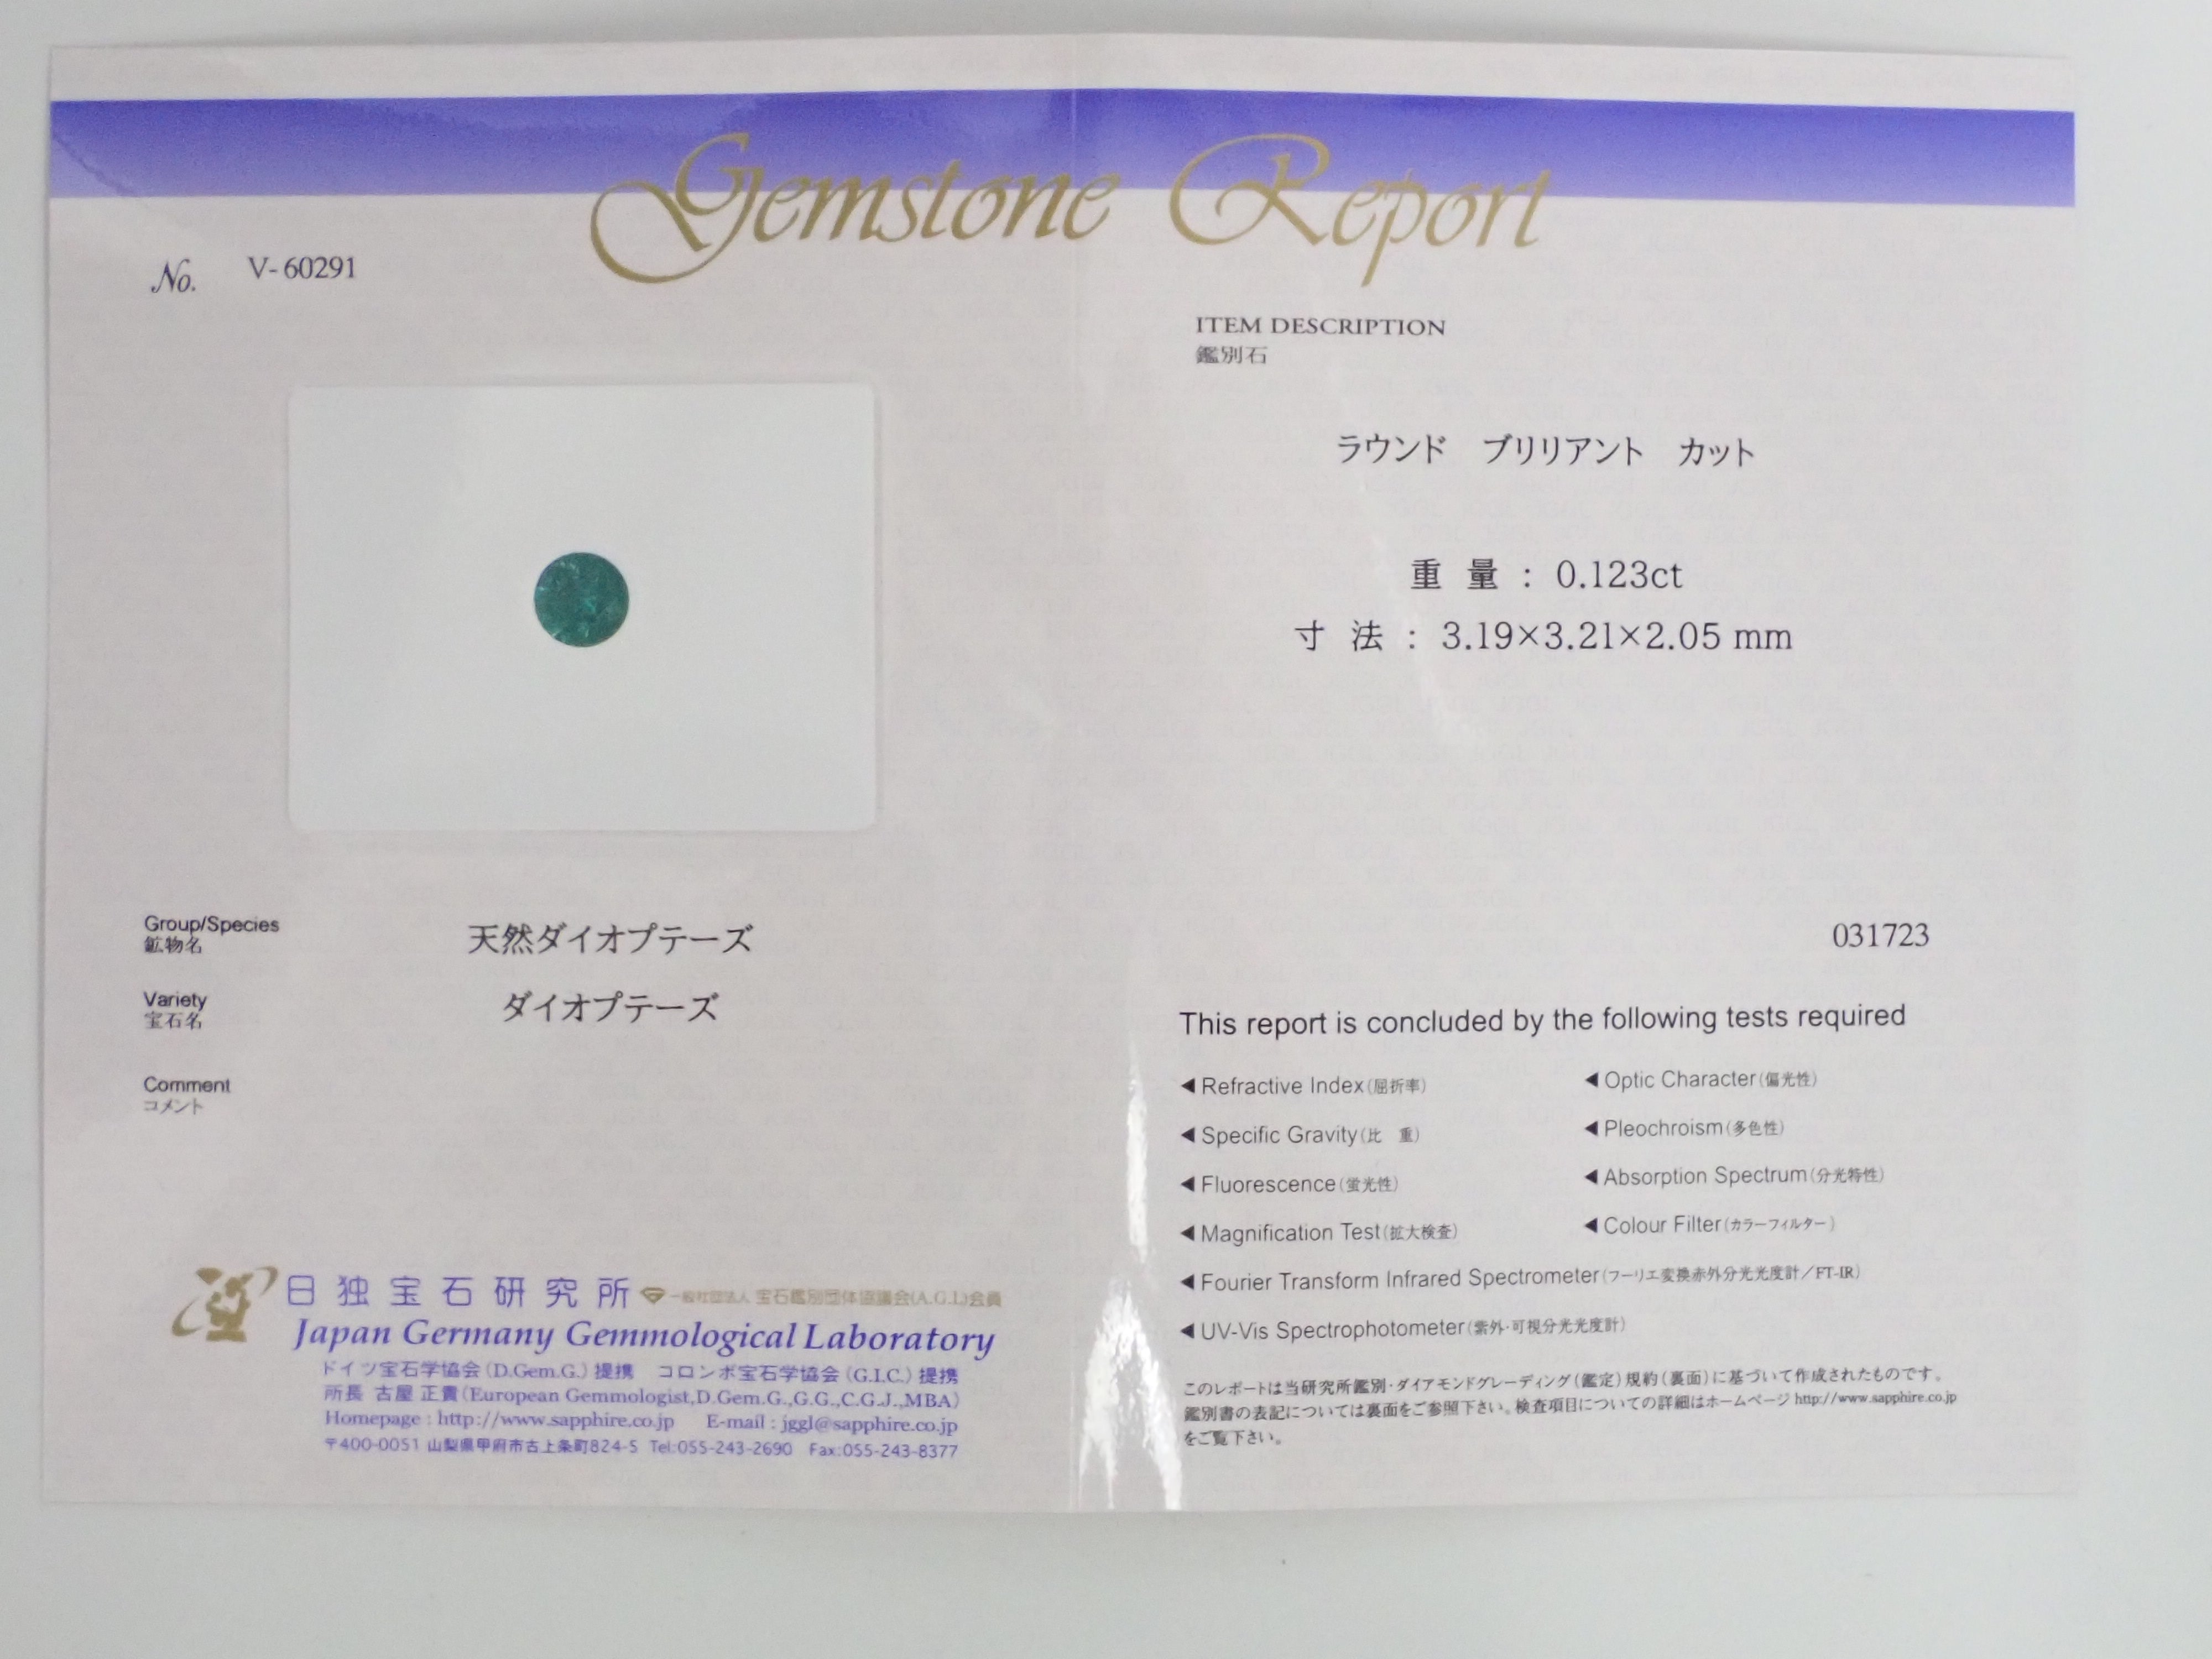 Gemstone Report
No. V-60291
ITEM DESCRIPTION
鑑別石
ラウンド ブリリアント カット
重 量 : 0.123ct
寸 法 : 3.19×3.21×2.05 mm
Group/Species
鉱物名
天然ダイオプテーズ
Variety
宝石名
ダイオプテーズ
Comment
コメント
日独宝石研究所 一般社団法人 宝石鑑別団体協議会(A.G.L)会員
Japan Germany Gemmological Laboratory
ドイツ宝石学協会(D.Gem.G.)提携 コロンボ宝石学協会(G.I.C.)提携
所長 古屋 正貴(European Gemmologist,D.Gem.G.,G.G.,C.G.J.,MBA)
Homepage : http://www.sapphire.co.jp E-mail : jggl@sapphire.co.jp
〒400-0051 山梨県甲府市古上条町824-5 Tel:055-243-2690 Fax:055-243-8377
031723
This report is concluded by the following tests required
◀Refractive Index(屈折率)
◀Optic Character(偏光性)
◀Specific Gravity(比 重)
◀Pleochroism(多色性)
◀Fluorescence(蛍光性)
◀Absorption Spectrum(分光特性)
◀Magnification Test(拡大検査)
◀Colour Filter(カラーフィルター)
◀Fourier Transform Infrared Spectrometer(フーリエ変換赤外分光光度計/FT-IR)
◀UV-Vis Spectrophotometer(紫外・可視分光光度計)
このレポートは当研究所鑑別・ダイアモンドグレーディング(鑑定)規約(裏面)に基づいて作成されたものです。
鑑別書の表記については裏面をご参照下さい。検査項目についての詳細はホームページ http://www.sapphire.co.jp
をご覧下さい。